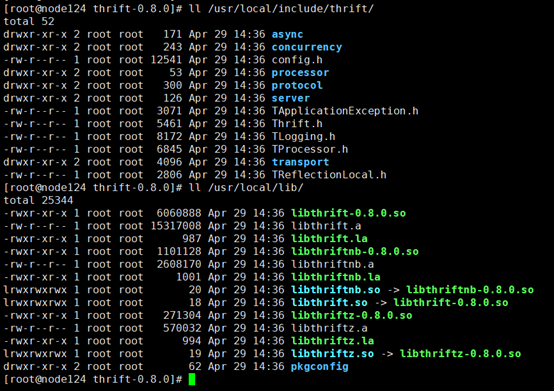 [root@node124 thrift-0.8.0]# ll /usr/local/include/thrift/
total 52
drwxr-xr-x 2 root root   171 Apr 29 14:36 async
drwxr-xr-x 2 root root   243 Apr 29 14:36 concurrency
-rw-r--r-- 1 root root 12541 Apr 29 14:36 config.h
drwxr-xr-x 2 root root    53 Apr 29 14:36 processor
drwxr-xr-x 2 root root   300 Apr 29 14:36 protocol
drwxr-xr-x 2 root root   126 Apr 29 14:36 server
-rw-r--r-- 1 root root  3071 Apr 29 14:36 TApplicationException.h
-rw-r--r-- 1 root root  5461 Apr 29 14:36 Thrift.h
-rw-r--r-- 1 root root  8172 Apr 29 14:36 TLogging.h
-rw-r--r-- 1 root root  6845 Apr 29 14:36 TProcessor.h
drwxr-xr-x 2 root root  4096 Apr 29 14:36 transport
-rw-r--r-- 1 root root  2806 Apr 29 14:36 TReflectionLocal.h
[root@node124 thrift-0.8.0]# ll /usr/local/lib/
total 25344
-rwxr-xr-x 1 root root  6060888 Apr 29 14:36 libthrift-0.8.0.so
-rw-r--r-- 1 root root 15317008 Apr 29 14:36 libthrift.a
-rwxr-xr-x 1 root root      987 Apr 29 14:36 libthrift.la
-rwxr-xr-x 1 root root  1101128 Apr 29 14:36 libthriftnb-0.8.0.so
-rw-r--r-- 1 root root  2608170 Apr 29 14:36 libthriftnb.a
-rwxr-xr-x 1 root root     1001 Apr 29 14:36 libthriftnb.la
lrwxrwxrwx 1 root root       20 Apr 29 14:36 libthriftnb.so -> libthriftnb-0.8.0.so
lrwxrwxrwx 1 root root       18 Apr 29 14:36 libthrift.so -> libthrift-0.8.0.so
-rwxr-xr-x 1 root root   271304 Apr 29 14:36 libthriftz-0.8.0.so
-rw-r--r-- 1 root root   570032 Apr 29 14:36 libthriftz.a
-rwxr-xr-x 1 root root      994 Apr 29 14:36 libthriftz.la
lrwxrwxrwx 1 root root       19 Apr 29 14:36 libthriftz.so -> libthriftz-0.8.0.so
drwxr-xr-x 2 root root       62 Apr 29 14:36 pkgconfig
[root@node124 thrift-0.8.0]#